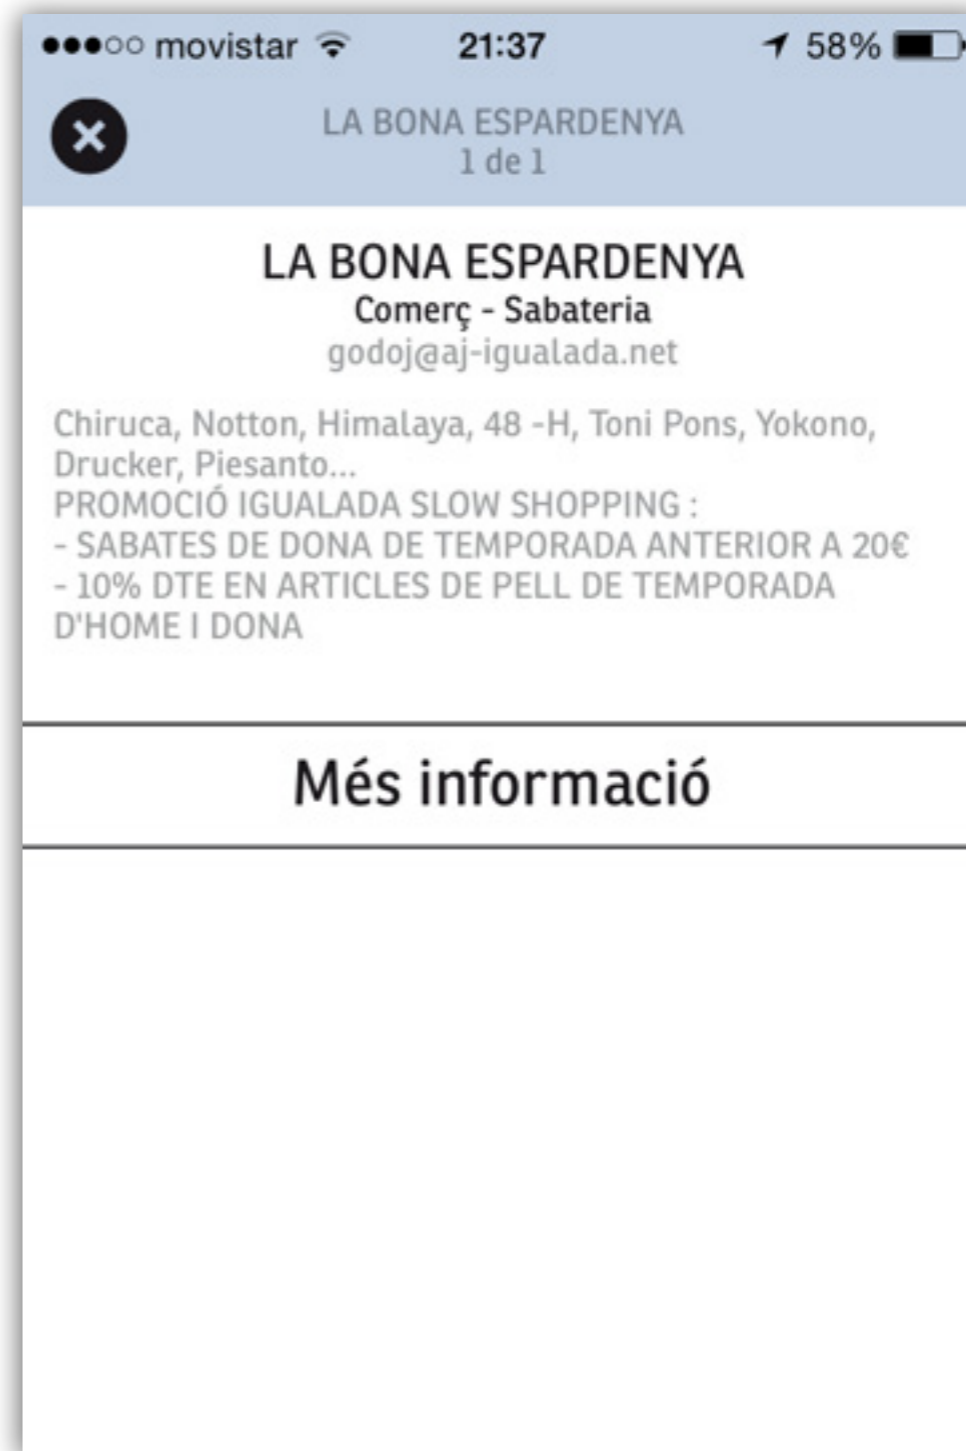 movistar 21:37 58%
LA BONA ESPARDENYA
1 de 1
LA BONA ESPARDENYA
Comerç - Sabateria
godoj@aj-igualada.net
Chiruca, Notton, Himalaya, 48 -H, Toni Pons, Yokono,
Drucker, Piesanto...
PROMOCIÓ IGUALADA SLOW SHOPPING :
- SABATES DE DONA DE TEMPORADA ANTERIOR A 20€
- 10% DTE EN ARTICLES DE PELL DE TEMPORADA
D'HOME I DONA
Més informació